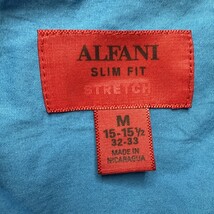 ALFANI
SLIM FIT
STRETCH
M
15-15½
32-33
MADE IN
NICARAGUA